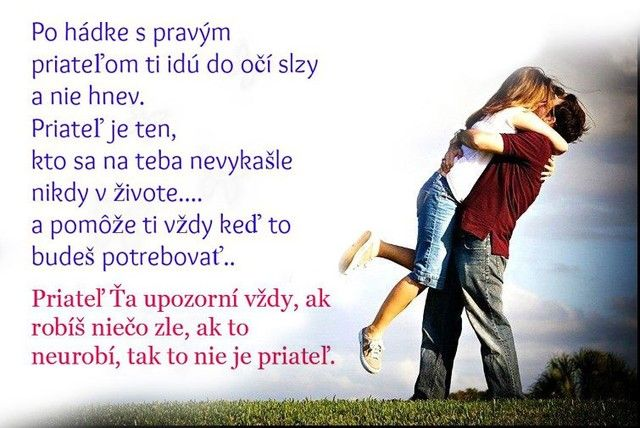 Po hádke s pravým
priateľom ti idú do očí slzy
a nie hnev.
Priateľ je ten,
kto sa na teba nevykašle
nikdy v živote....
a pomôže ti vždy keď to
budeš potrebovať..
Priateľ Ťa upozorní vždy, ak
robíš niečo zle, ak to
neurobí, tak to nie je priateľ.